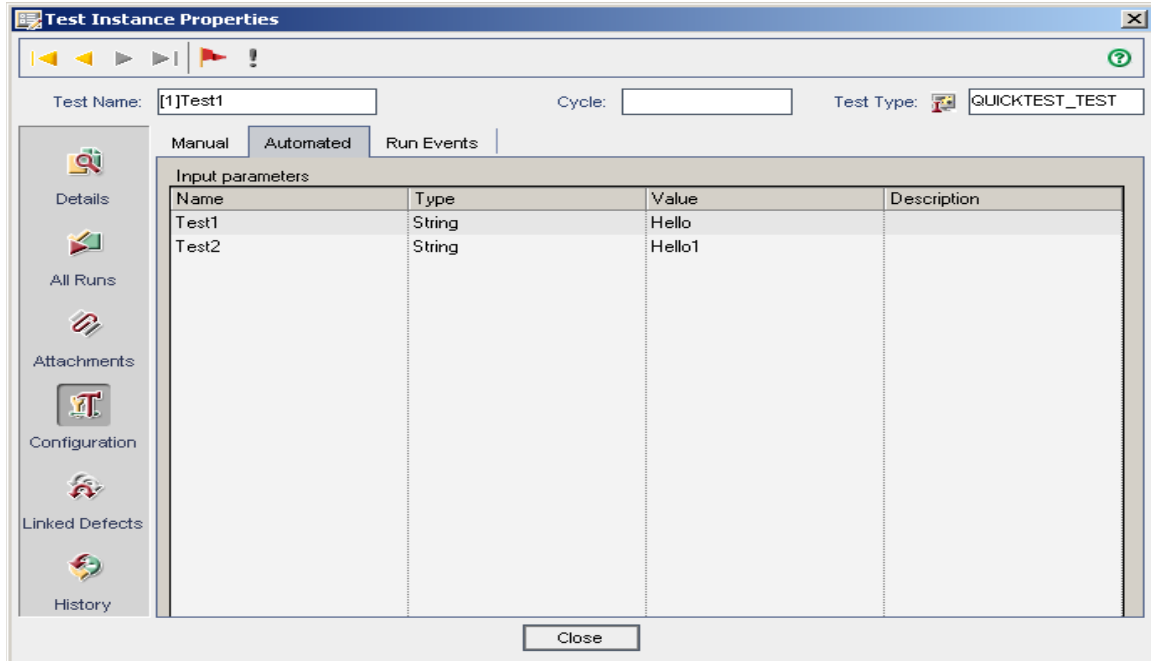 Test Instance Properties
Test Name: [1]Test1 Cycle: Test Type: QUICKTEST_TEST
Manual Automated Run Events
Input parameters
Name Type Value Description
Test1 String Hello
Test2 String Hello1
Details
All Runs
Attachments
Configuration
Linked Defects
History
Close